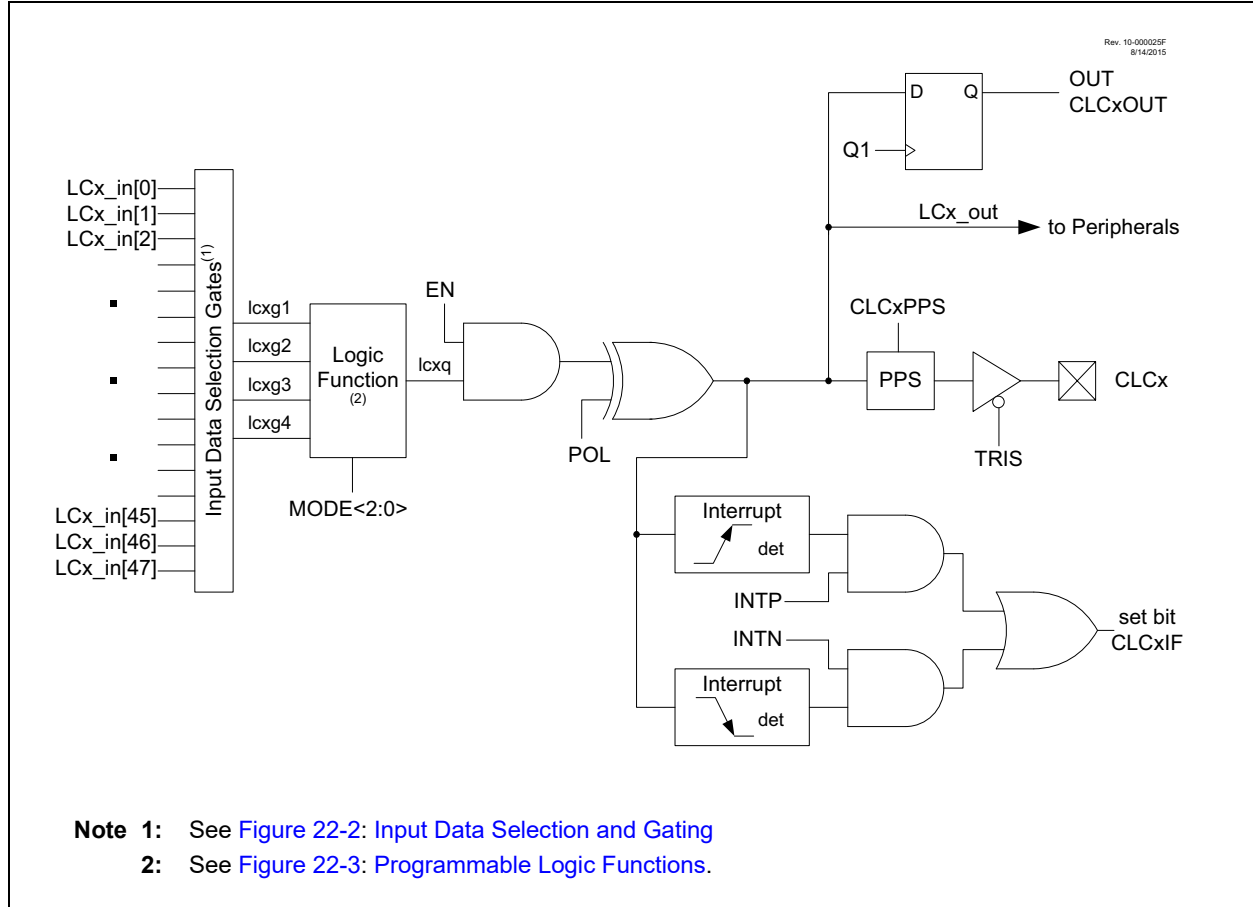 Rev. 10-000025F
8/14/2015
OUT
CLCxOUT
D
Q
Q1
LCx_out
to Peripherals
LCx_in[0]
LCx_in[1]
LCx_in[2]
LCx_in[45]
LCx_in[46]
LCx_in[47]
Input Data Selection Gates(1)
lcxg1
lcxg2
lcxg3
lcxg4
Logic
Function
(2)
MODE<2:0>
EN
lcxq
POL
CLCxPPS
PPS
TRIS
CLCx
Interrupt
det
INTP
INTN
Interrupt
det
set bit
CLCxIF
Note 1: See Figure 22-2: Input Data Selection and Gating
2: See Figure 22-3: Programmable Logic Functions.